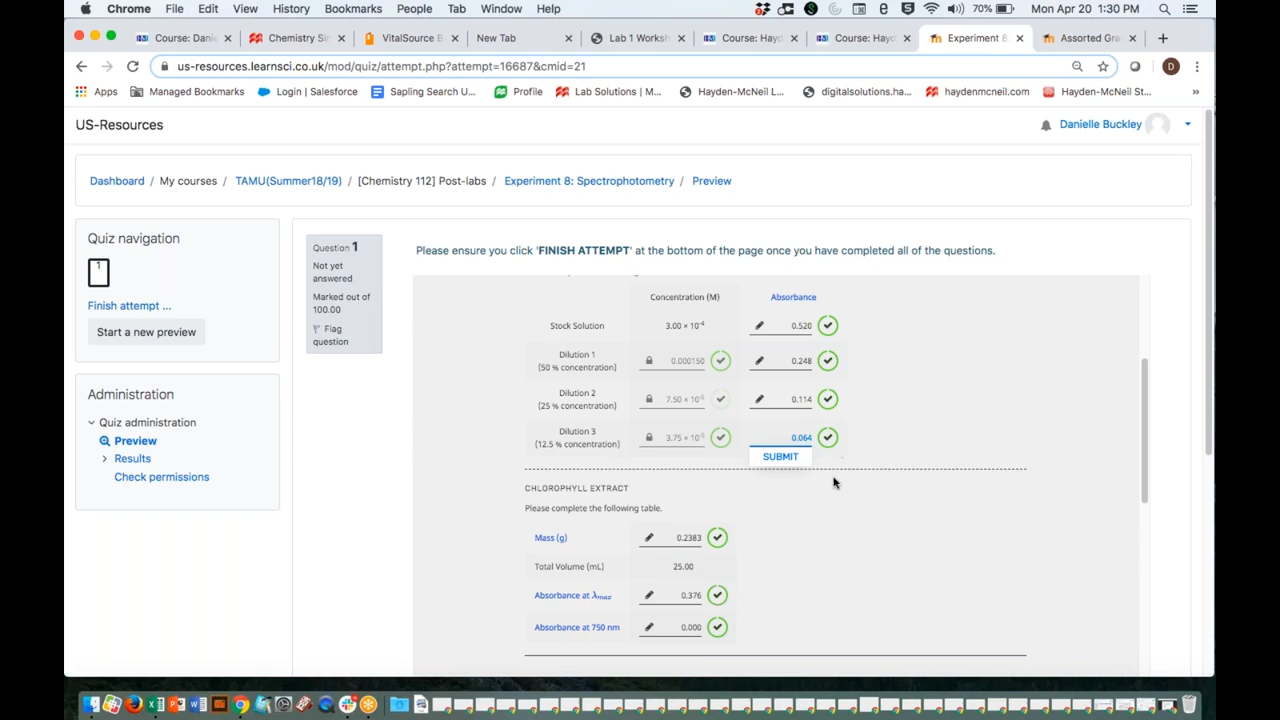 Chrome File Edit View History Bookmarks People Tab Window Help 70% Mon Apr 20 1:30 PM
Course: Danie Chemistry Sin VitalSource B New Tab Lab 1 Worksh Course: Hayd Course: Hayd Experiment 8: Assorted Gra
us-resources.learnsci.co.uk/mod/quiz/attempt.php?attempt=16687&cmid=21 D
Apps Managed Bookmarks Login | Salesforce Sapling Search U... Profile Lab Solutions | M... Hayden-McNeil L... digitalsolutions.ha... haydenmcneil.com Hayden-McNeil St... »
US-Resources Danielle Buckley
Dashboard / My courses / TAMU(Summer18/19) / [Chemistry 112] Post-labs / Experiment 8: Spectrophotometry / Preview
Quiz navigation
1
Finish attempt ...
Start a new preview
Administration
Quiz administration
Preview
Results
Check permissions
Question 1
Not yet
answered
Marked out of
100.00
Flag
question
Please ensure you click 'FINISH ATTEMPT' at the bottom of the page once you have completed all of the questions.
Concentration (M) Absorbance
Stock Solution 3.00 × 10⁻⁴ 0.520
Dilution 1
(50 % concentration) 0.000150 0.248
Dilution 2
(25 % concentration) 7.50 × 10⁻⁵ 0.114
Dilution 3
(12.5 % concentration) 3.75 × 10⁻⁵ 0.064
SUBMIT
CHLOROPHYLL EXTRACT
Please complete the following table.
Mass (g) 0.2383
Total Volume (mL) 25.00
Absorbance at λmax 0.376
Absorbance at 750 nm 0.000